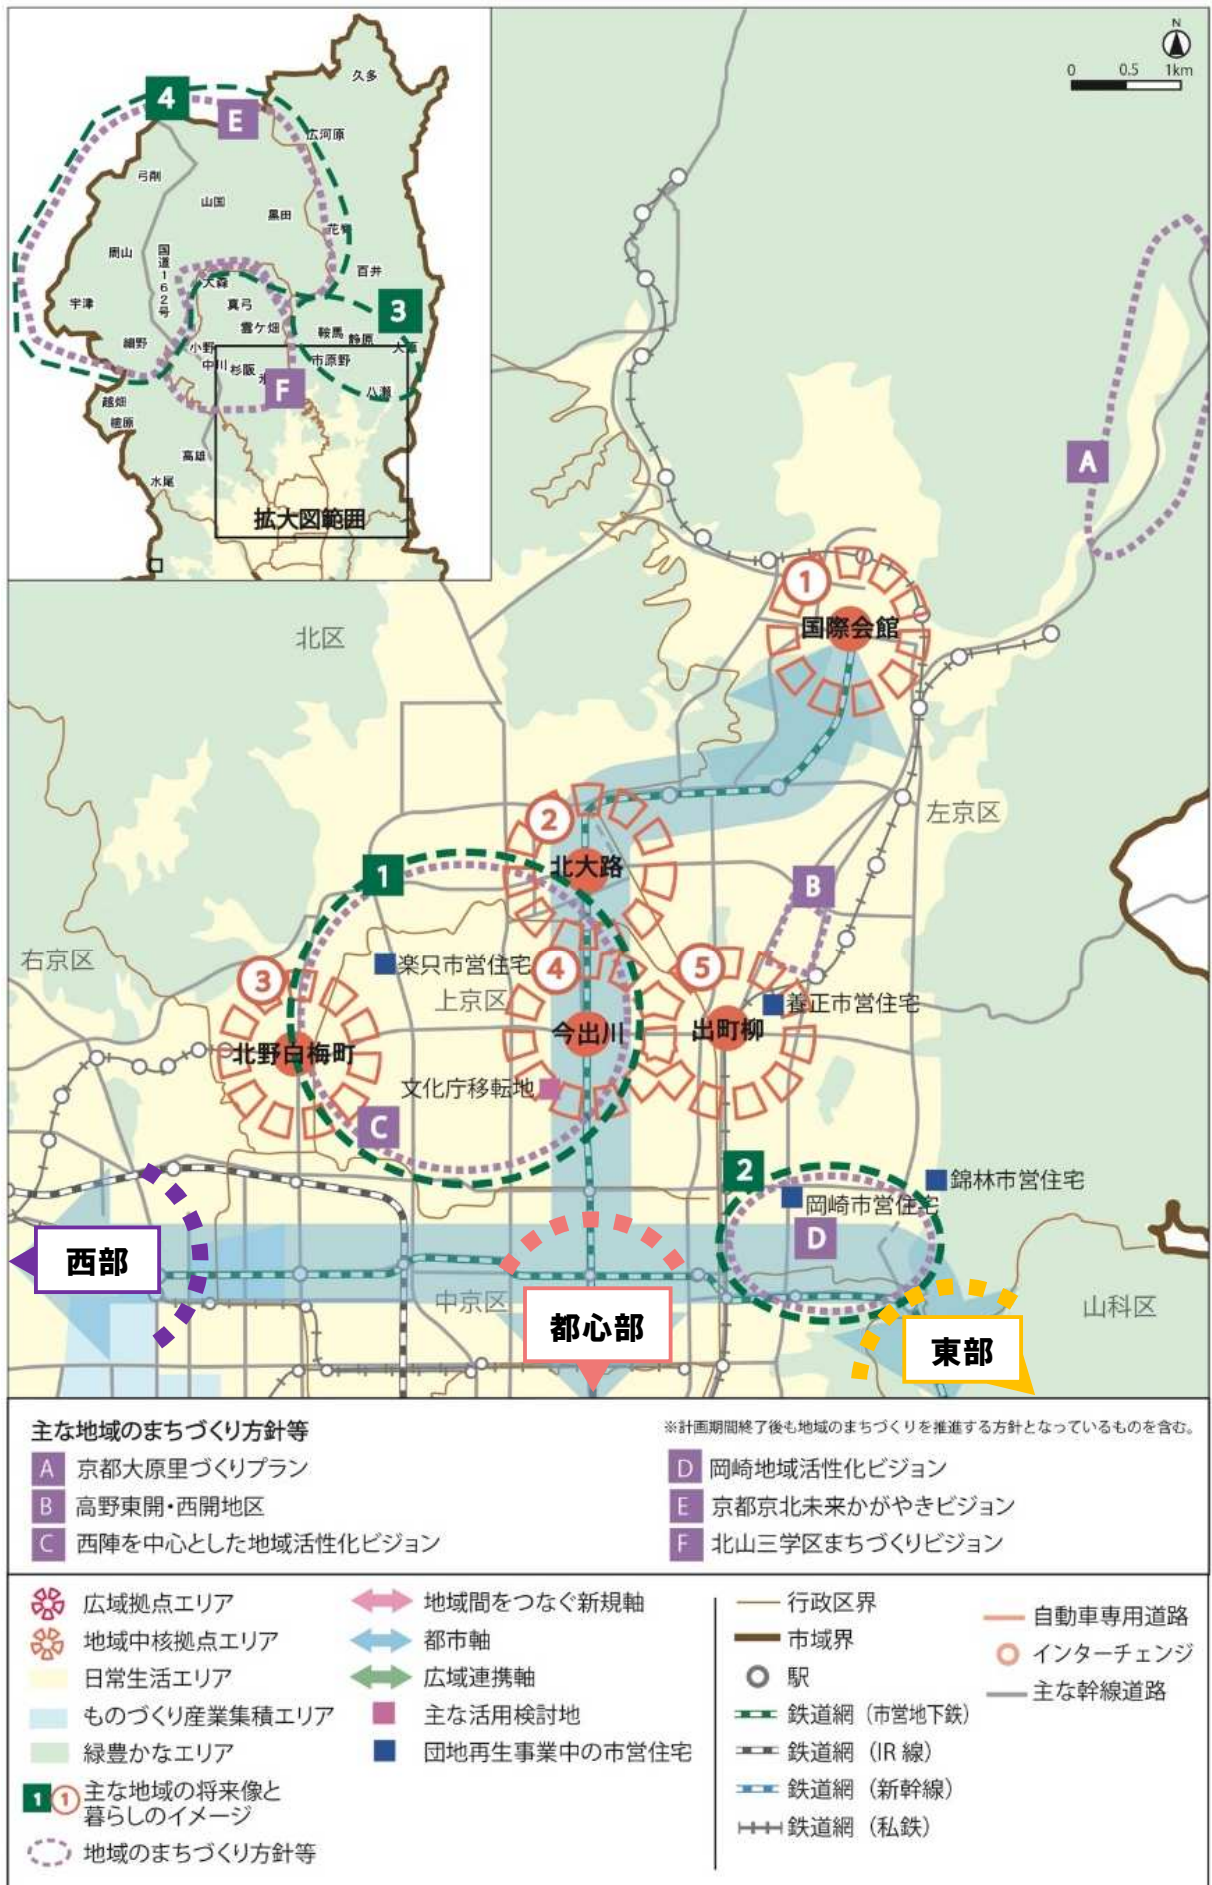 N
0 0.5 1km
久多
4
E
広河原
弓削
山国
黒田
花脊
周山
国道162号
百井
大森
宇津
真弓
3
雲ケ畑
鞍馬
静原
細野
小野
大原
中川
杉阪
市原野
F
八瀬
越畑
樒原
高雄
水尾
拡大図範囲
A
1
国際会館
北区
2
左京区
北大路
1
B
右京区
3
楽只市営住宅
4
5
上京区
養正市営住宅
今出川
出町柳
北野白梅町
文化庁移転地
C
2
錦林市営住宅
岡崎市営住宅
D
西部
中京区
都心部
山科区
東部
主な地域のまちづくり方針等
※計画期間終了後も地域のまちづくりを推進する方針となっているものを含む。
A 京都大原里づくりプラン
B 高野東開・西開地区
C 西陣を中心とした地域活性化ビジョン
D 岡崎地域活性化ビジョン
E 京都京北未来かがやきビジョン
F 北山三学区まちづくりビジョン
広域拠点エリア
地域中核拠点エリア
日常生活エリア
ものづくり産業集積エリア
緑豊かなエリア
1 1 主な地域の将来像と
暮らしのイメージ
地域のまちづくり方針等
地域間をつなぐ新規軸
都市軸
広域連携軸
主な活用検討地
団地再生事業中の市営住宅
行政区界
市域界
駅
鉄道網（市営地下鉄）
鉄道網（JR 線）
鉄道網（新幹線）
鉄道網（私鉄）
自動車専用道路
インターチェンジ
主な幹線道路